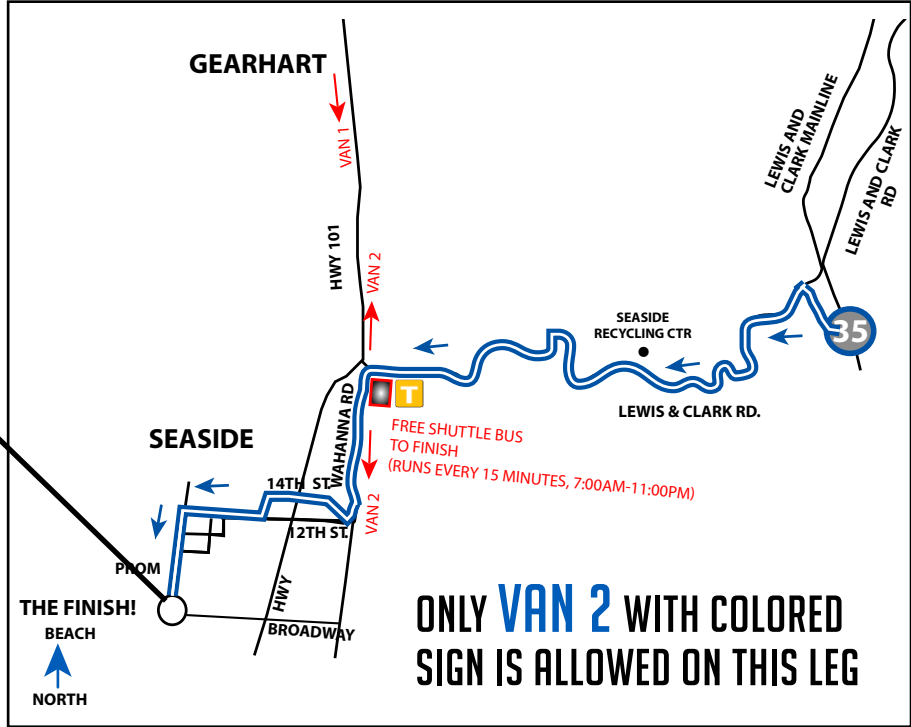 GEARHART
VAN 1
HWY 101
VAN 2
LEWIS AND
CLARK MAINLINE
LEWIS AND CLARK
RD
35
SEASIDE
RECYCLING CTR
LEWIS & CLARK RD.
T
FREE SHUTTLE BUS
TO FINISH
(RUNS EVERY 15 MINUTES, 7:00AM-11:00PM)
WAHANNA RD
SEASIDE
14TH ST.
12TH ST.
VAN 2
PROM
HWY
BROADWAY
THE FINISH!
BEACH
NORTH
ONLY VAN 2 WITH COLORED
SIGN IS ALLOWED ON THIS LEG